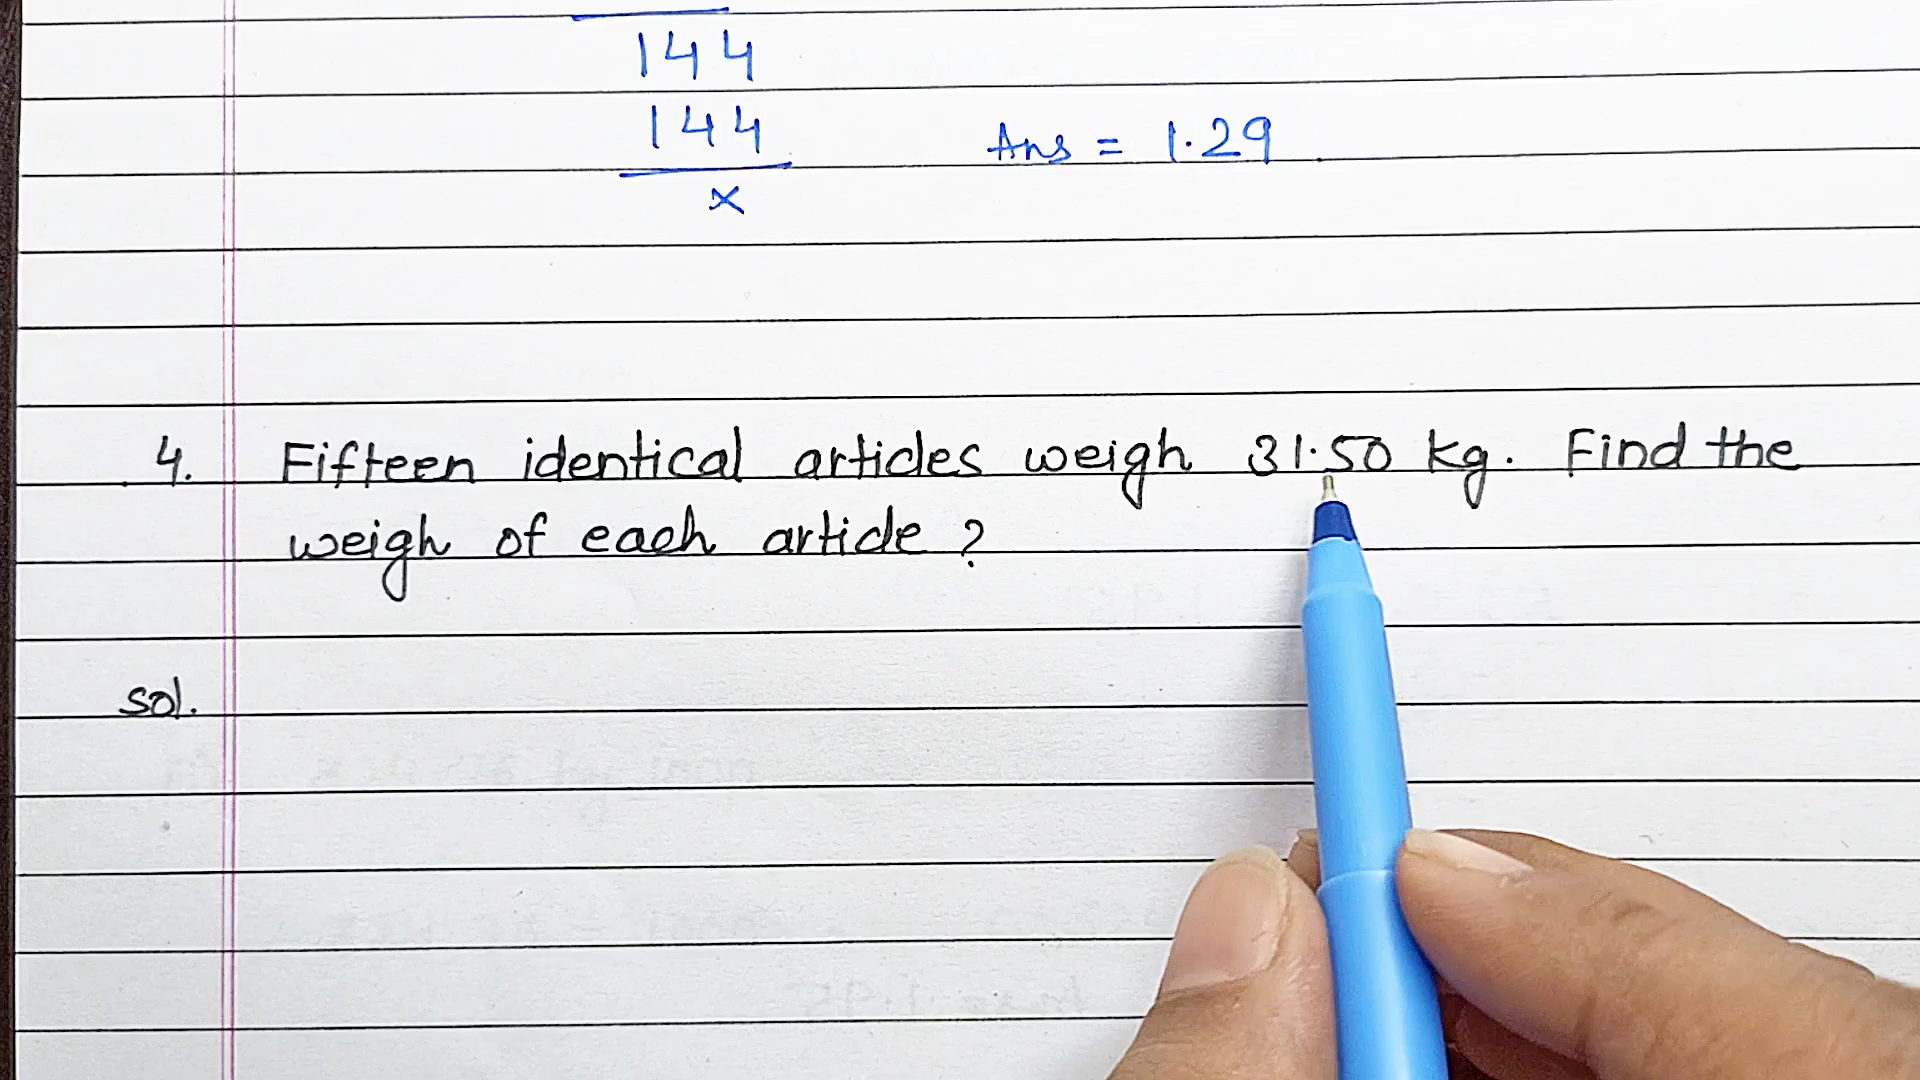 144
144
Ans = 1.29
x
4. Fifteen identical articles weigh 31.50 kg. Find the
weigh of each article?
sol.